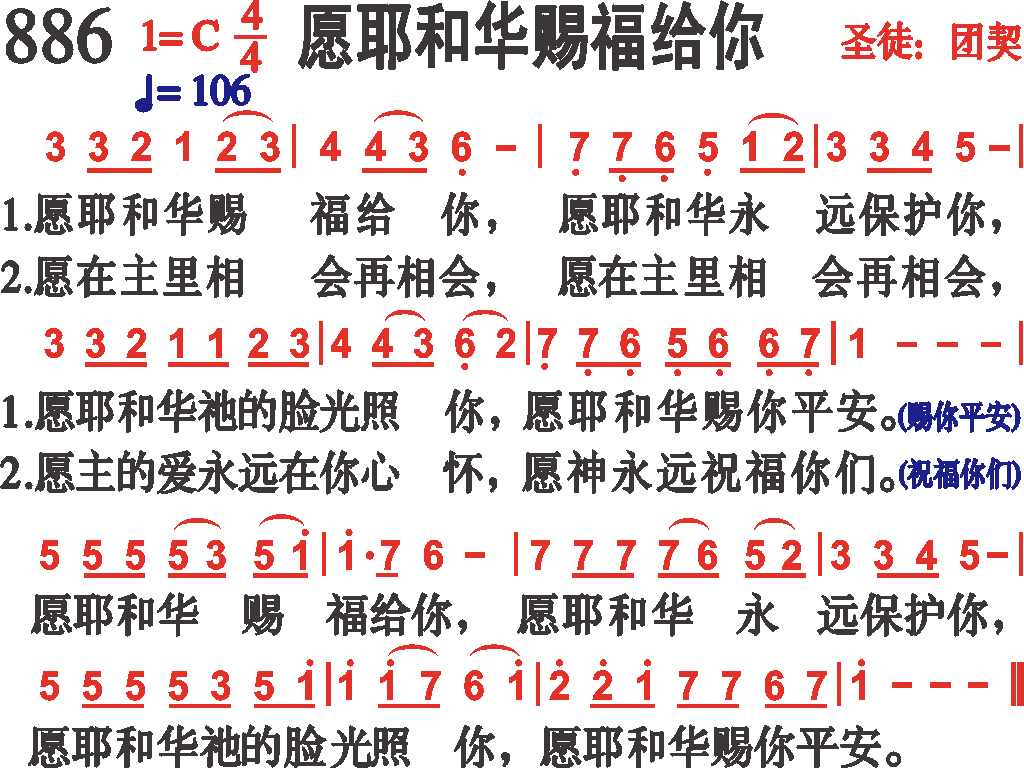 886 1=C 4/4 愿耶和华赐福给你 圣徒：团契
♩=106
3 3 2 1 2 3 | 4 4 3 6 - | 7 7 6 5 1 2 | 3 3 4 5 - |
1.愿耶和华赐 福给 你， 愿耶和华永 远保护你，
2.愿在主里相 会再相会， 愿在主里相 会再相会，
3 3 2 1 1 2 3 | 4 4 3 6 2 | 7 7 6 5 6 6 7 | 1 - - - |
1.愿耶和华祂的脸光照 你，愿耶和华赐你平安。(赐你平安)
2.愿主的爱永远在你心 怀，愿神永远祝福你们。(祝福你们)
5 5 5 5 3 5 1 | 1·7 6 - | 7 7 7 7 6 5 2 | 3 3 4 5 - |
愿耶和华 赐 福给你， 愿耶和华 永 远保护你，
5 5 5 5 3 5 1 | 1 1 7 6 1 | 2 2 1 7 7 6 7 | 1 - - - ‖
愿耶和华祂的脸光照 你，愿耶和华赐你平安。